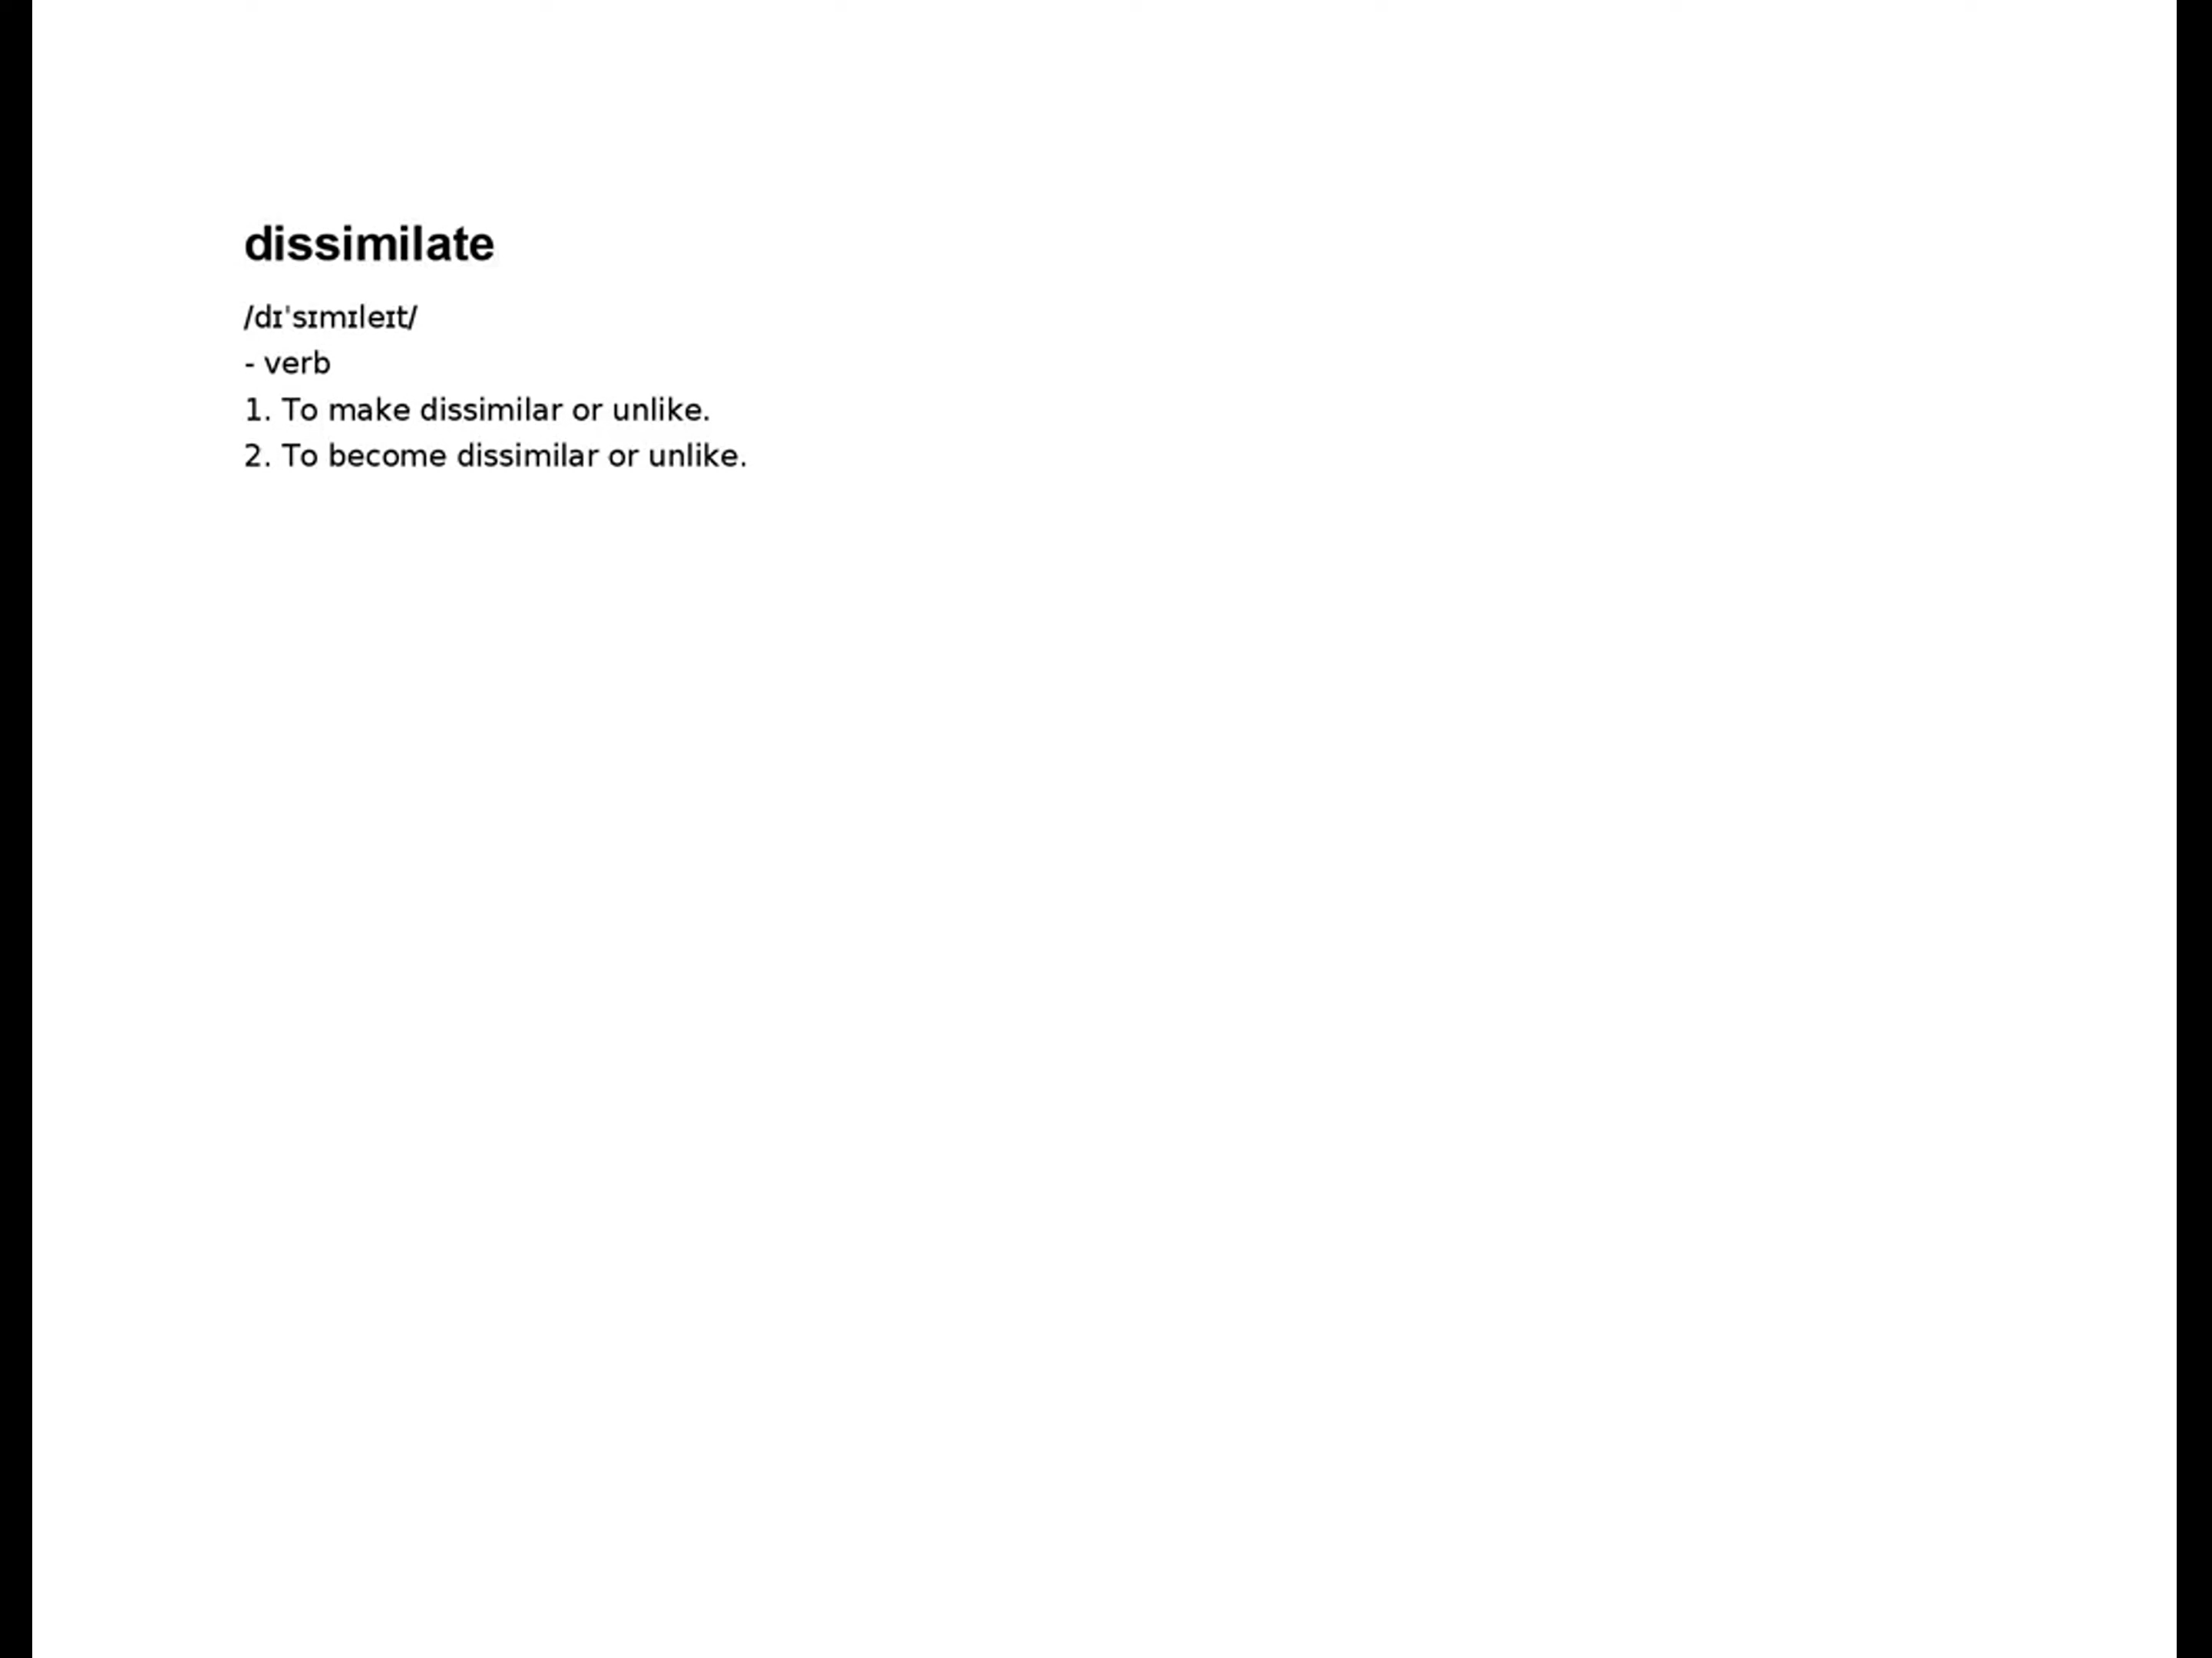 dissimilate
/dɪˈsɪmɪleɪt/
- verb
1. To make dissimilar or unlike.
2. To become dissimilar or unlike.